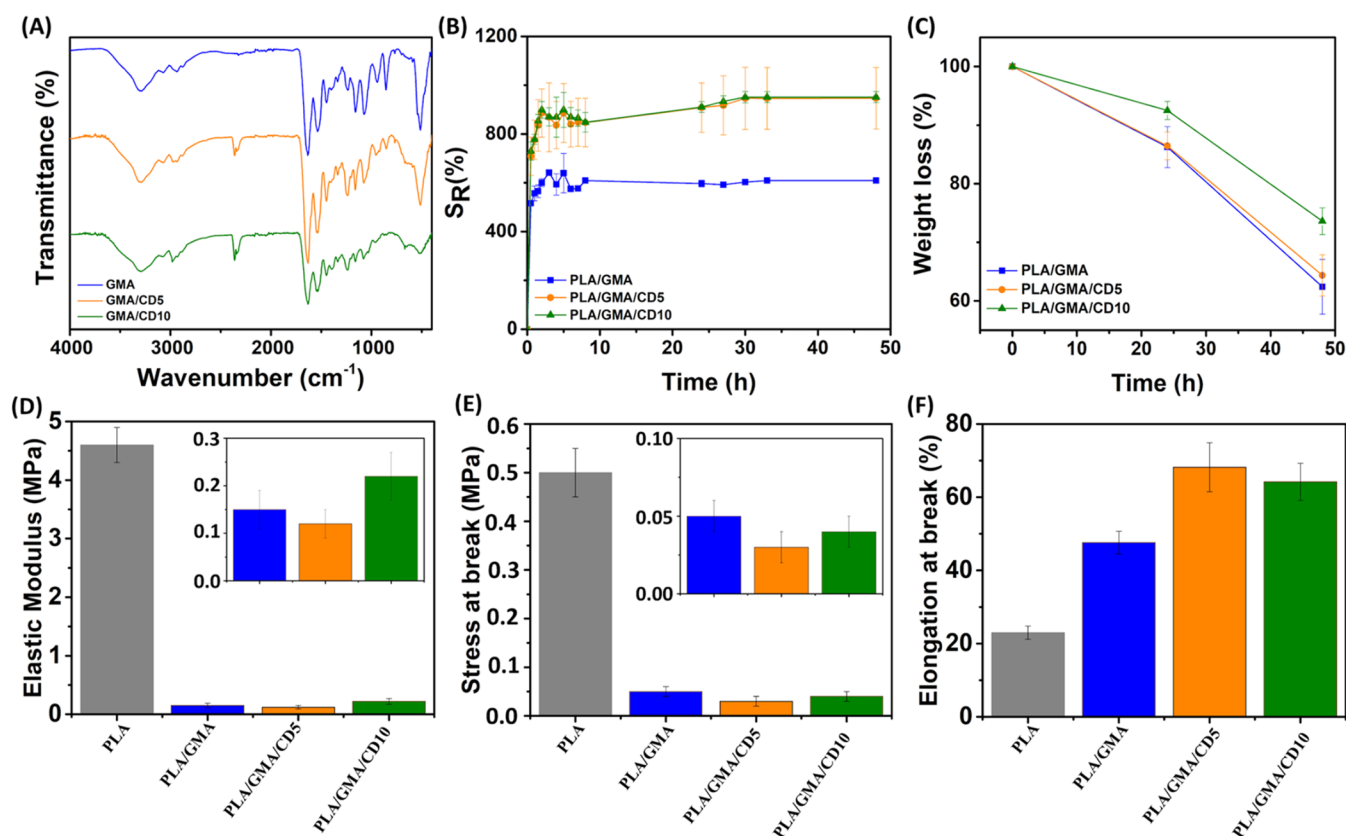 (A)
Transmittance (%)
GMA
GMA/CD5
GMA/CD10
4000 3000 2000 1000
Wavenumber (cm⁻¹)
(B)
1200
900
600
300
0
S_R(%)
PLA/GMA
PLA/GMA/CD5
PLA/GMA/CD10
0 10 20 30 40 50
Time (h)
(C)
100
80
60
Weight loss (%)
PLA/GMA
PLA/GMA/CD5
PLA/GMA/CD10
0 10 20 30 40 50
Time (h)
(D)
5
4
3
2
1
0
Elastic Modulus (MPa)
0.3
0.2
0.1
0.0
PLA
PLA/GMA
PLA/GMA/CD5
PLA/GMA/CD10
(E)
0.6
0.5
0.4
0.3
0.2
0.1
0.0
Stress at break (MPa)
0.10
0.05
0.00
PLA
PLA/GMA
PLA/GMA/CD5
PLA/GMA/CD10
(F)
80
60
40
20
0
Elongation at break (%)
PLA
PLA/GMA
PLA/GMA/CD5
PLA/GMA/CD10